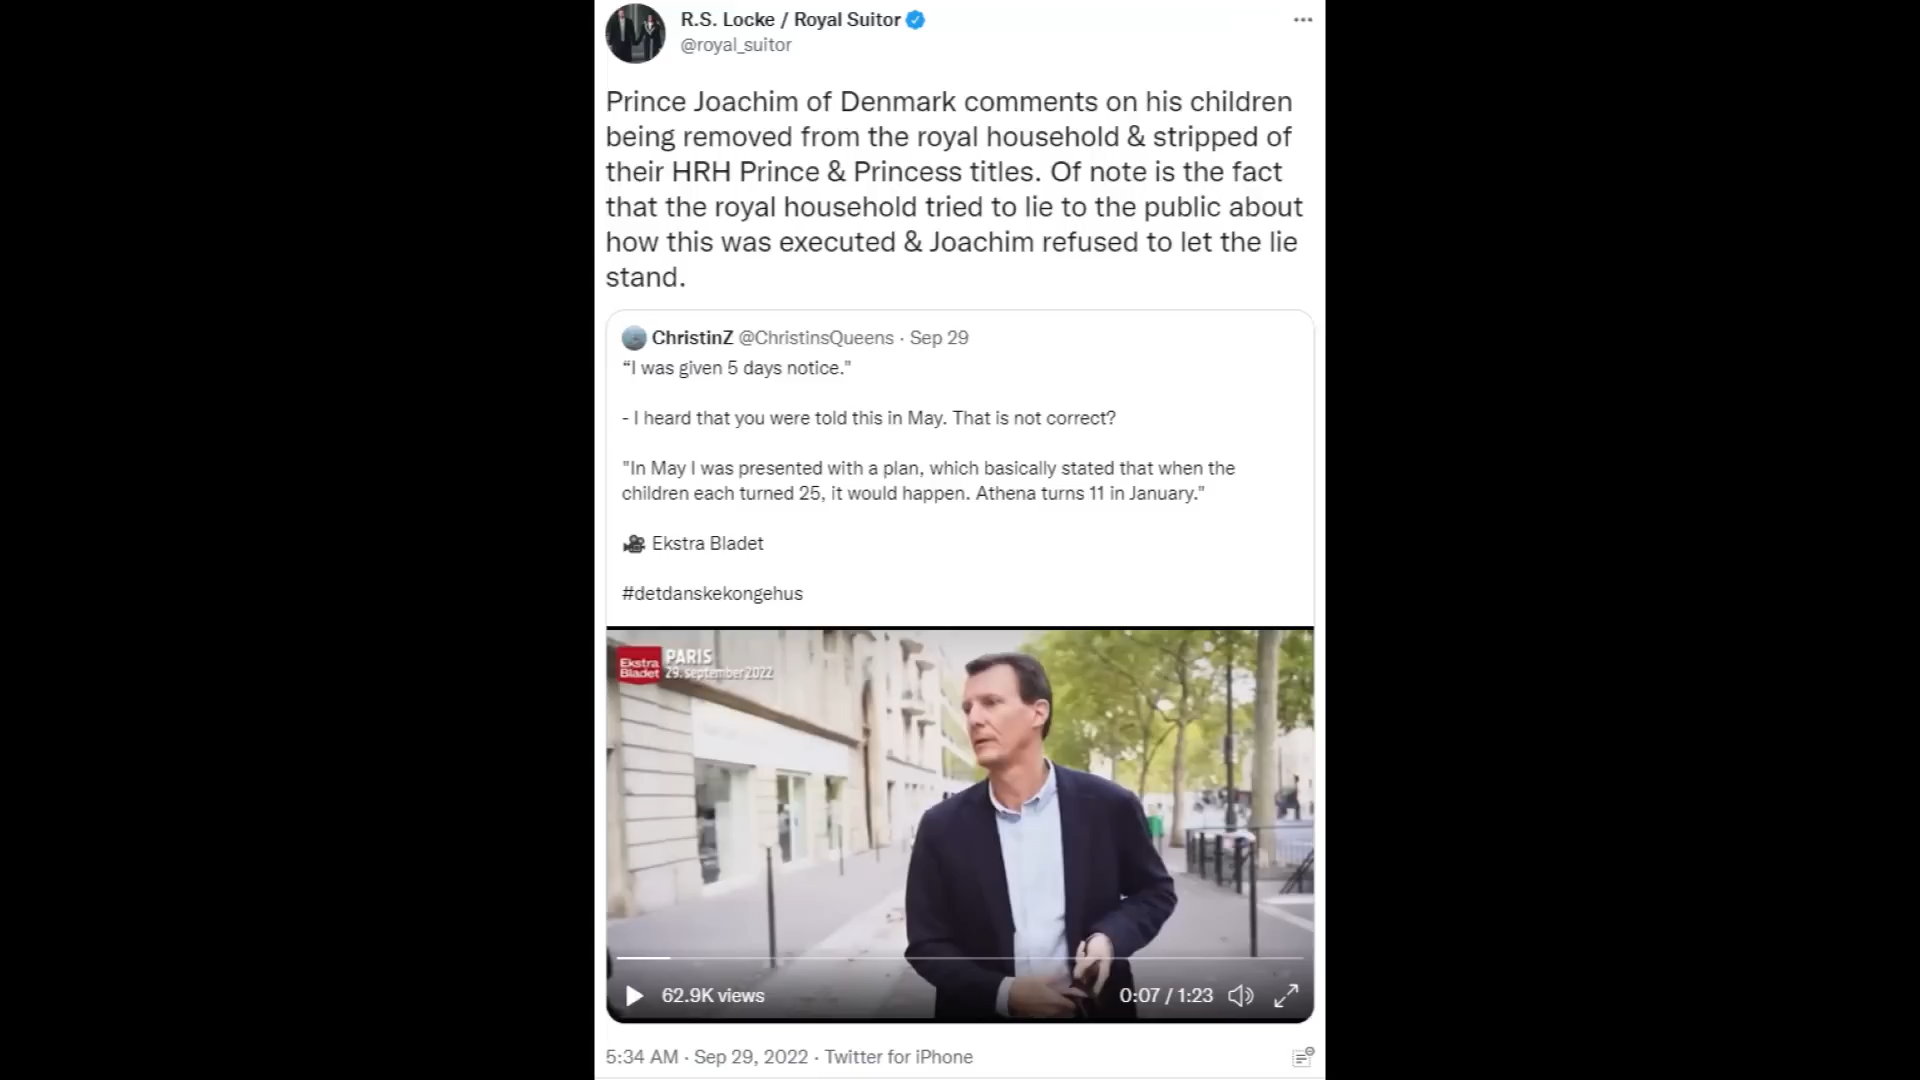 R.S. Locke / Royal Suitor
@royal_suitor
Prince Joachim of Denmark comments on his children
being removed from the royal household & stripped of
their HRH Prince & Princess titles. Of note is the fact
that the royal household tried to lie to the public about
how this was executed & Joachim refused to let the lie
stand.
ChristinZ @ChristinsQueens · Sep 29
“I was given 5 days notice."
- I heard that you were told this in May. That is not correct?
"In May I was presented with a plan, which basically stated that when the
children each turned 25, it would happen. Athena turns 11 in January."
Ekstra Bladet
#detdanskekongehus
Ekstra
Bladet
PARIS
29. september 2022
62.9K views
0:07 / 1:23
5:34 AM · Sep 29, 2022 · Twitter for iPhone